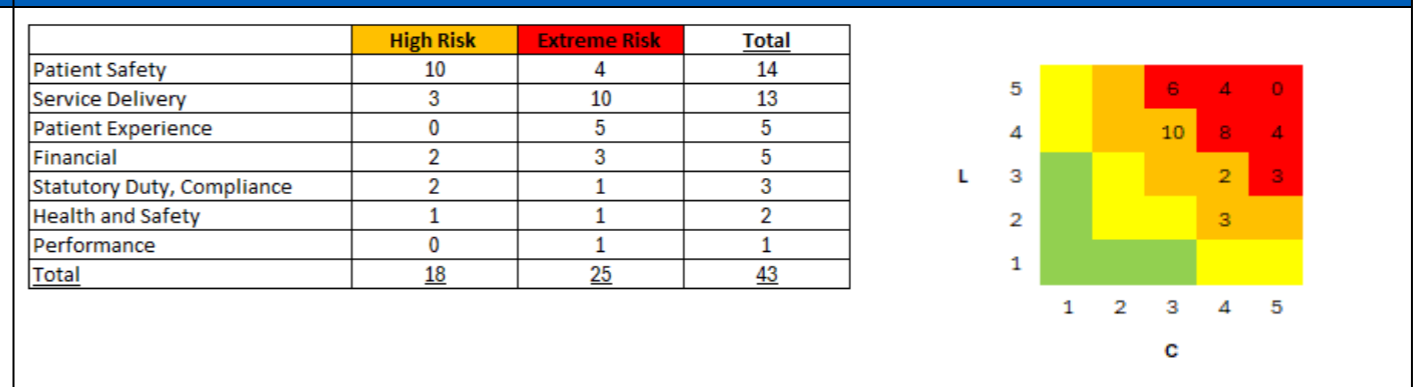 High Risk Extreme Risk Total
Patient Safety 10 4 14
Service Delivery 3 10 13
Patient Experience 0 5 5
Financial 2 3 5
Statutory Duty, Compliance 2 1 3
Health and Safety 1 1 2
Performance 0 1 1
Total 18 25 43
5 6 4 0
4 10 8 4
L 3 2 3
2 3
1
1 2 3 4 5
C